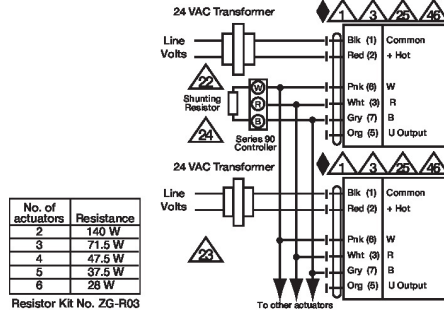 24 VAC Transformer
1 3 25 46
Line
Volts
Blk (1) Common
Red (2) + Hot
22
Pnk (6) W
Shunting
Resistor
W
R
B
Wht (3) R
Gry (7) B
24
Series 90
Controller
Org (5) U Output
24 VAC Transformer
1 3 25 46
Line
Volts
Blk (1) Common
Red (2) + Hot
23
Pnk (6) W
Wht (3) R
Gry (7) B
Org (5) U Output
To other actuators
No. of
actuators Resistance
2 140 W
3 71.5 W
4 47.5 W
5 37.5 W
6 28 W
Resistor Kit No. ZG-R03